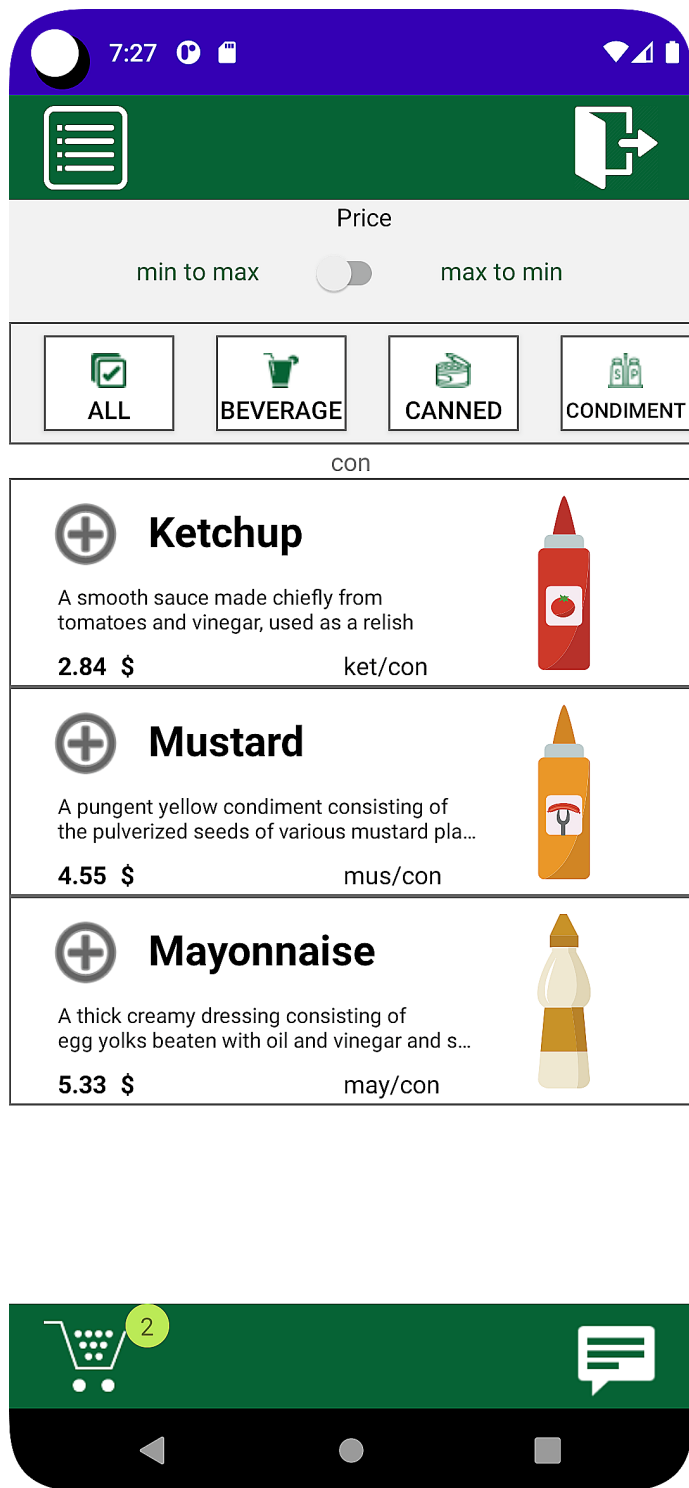 7:27
Price
min to max max to min
ALL BEVERAGE CANNED CONDIMENT
con
Ketchup
A smooth sauce made chiefly from
tomatoes and vinegar, used as a relish
2.84 $ ket/con
Mustard
A pungent yellow condiment consisting of
the pulverized seeds of various mustard pla...
4.55 $ mus/con
Mayonnaise
A thick creamy dressing consisting of
egg yolks beaten with oil and vinegar and s...
5.33 $ may/con
2